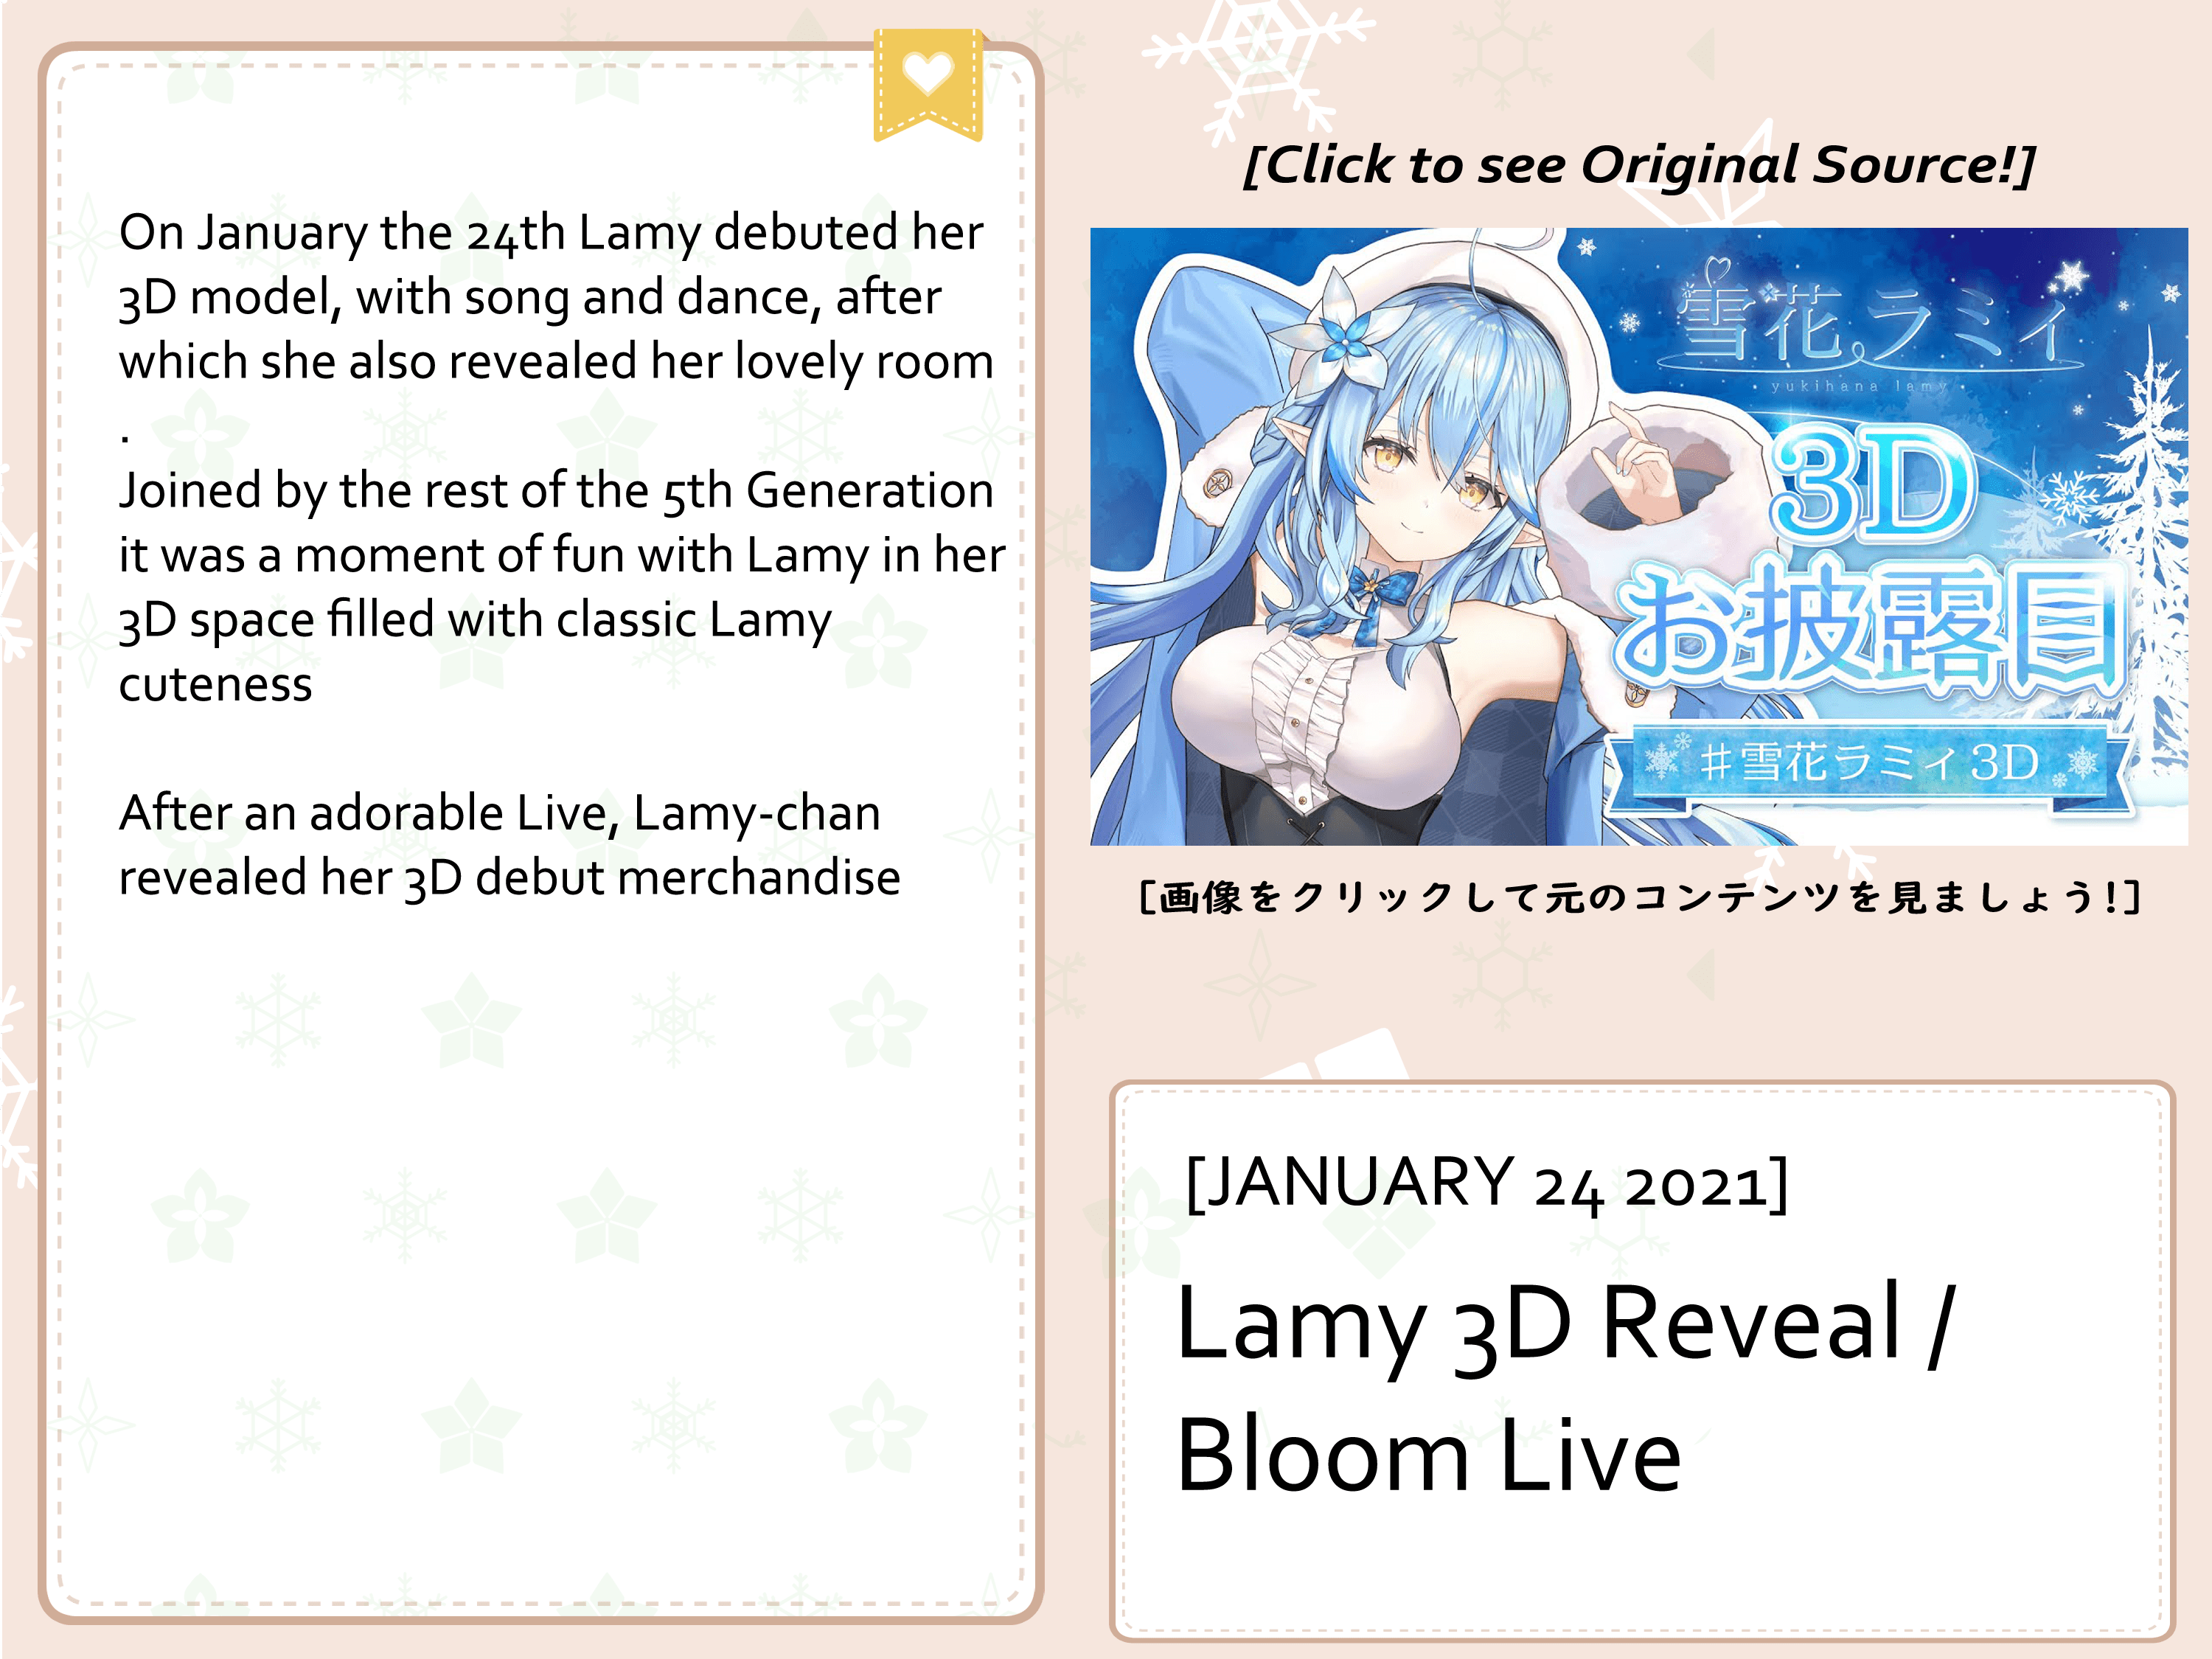 On January the 24th Lamy debuted her
3D model, with song and dance, after
which she also revealed her lovely room
.
Joined by the rest of the 5th Generation
it was a moment of fun with Lamy in her
3D space filled with classic Lamy
cuteness
After an adorable Live, Lamy-chan
revealed her 3D debut merchandise
[Click to see Original Source!]
雪花ラミィ
yukihana lamy
3D
お披露目
#雪花ラミィ3D
[画像をクリックして元のコンテンツを見ましょう!]
[JANUARY 24 2021]
Lamy 3D Reveal /
Bloom Live